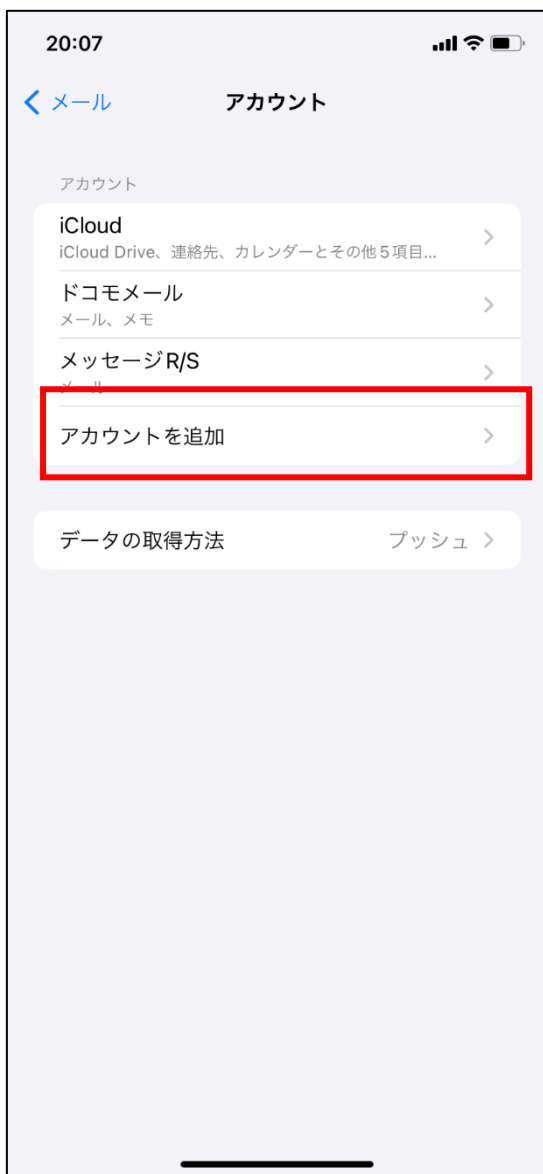 20:07
メール
アカウント
アカウント
iCloud
iCloud Drive、連絡先、カレンダーとその他5項目...
ドコモメール
メール、メモ
メッセージR/S
メール
アカウントを追加
データの取得方法 プッシュ